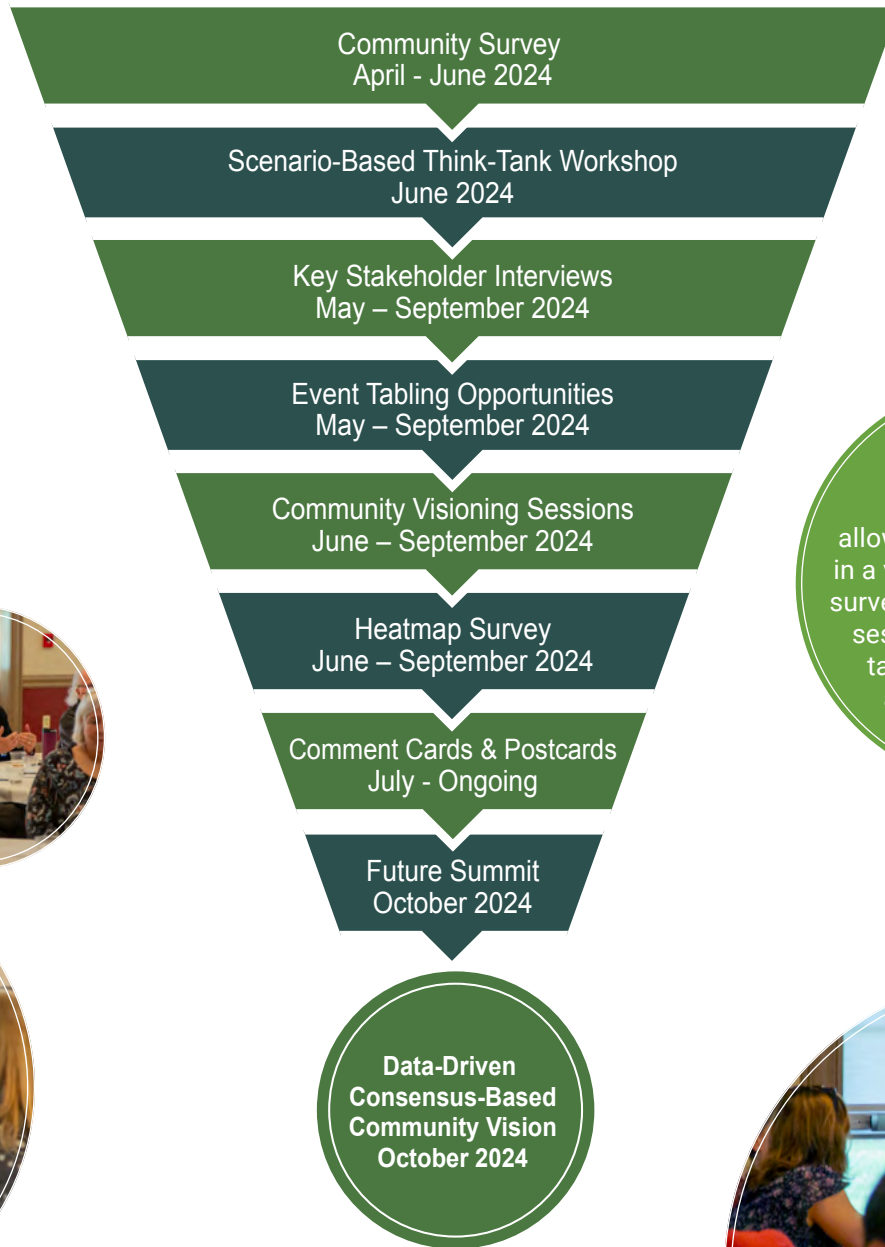 Community Survey
April - June 2024
Scenario-Based Think-Tank Workshop
June 2024
Key Stakeholder Interviews
May – September 2024
Event Tabling Opportunities
May – September 2024
Community Visioning Sessions
June – September 2024
Heatmap Survey
June – September 2024
Comment Cards & Postcards
July - Ongoing
Future Summit
October 2024
Data-Driven
Consensus-Based
Community Vision
October 2024
in a